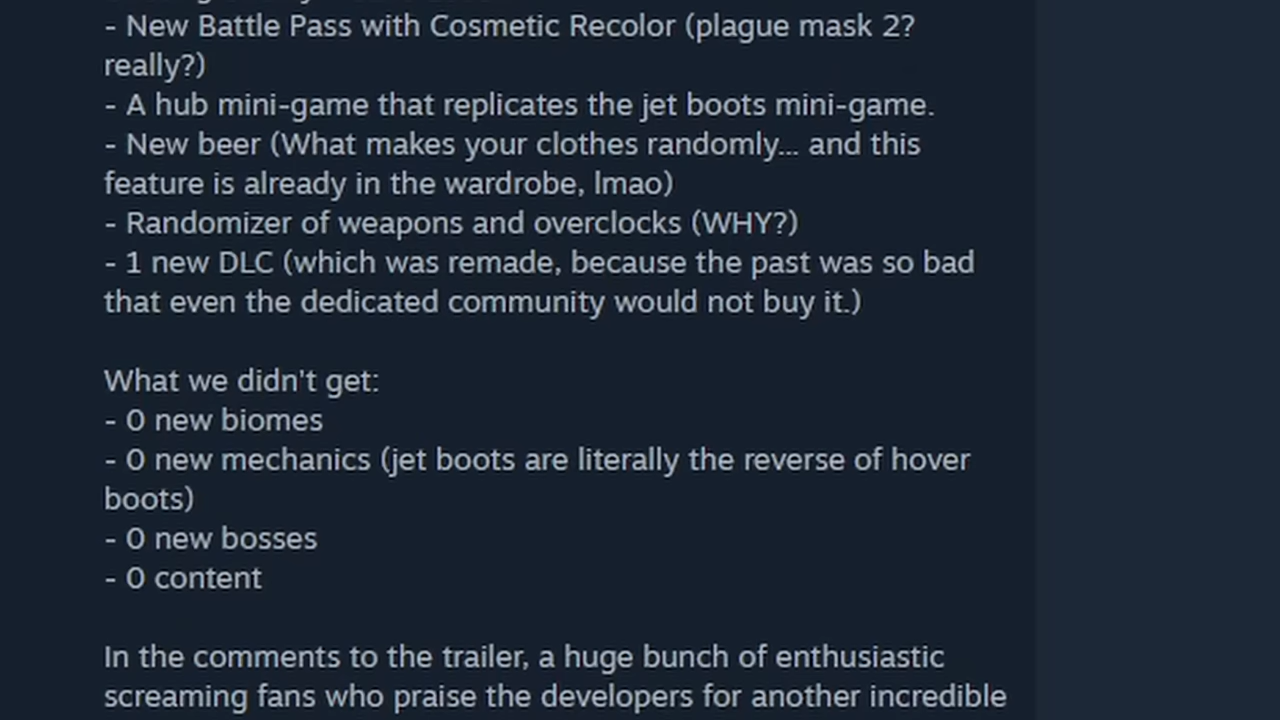 - New Battle Pass with Cosmetic Recolor (plague mask 2?
really?)
- A hub mini-game that replicates the jet boots mini-game.
- New beer (What makes your clothes randomly... and this
feature is already in the wardrobe, lmao)
- Randomizer of weapons and overclocks (WHY?)
- 1 new DLC (which was remade, because the past was so bad
that even the dedicated community would not buy it.)
What we didn't get:
- 0 new biomes
- 0 new mechanics (jet boots are literally the reverse of hover
boots)
- 0 new bosses
- 0 content
In the comments to the trailer, a huge bunch of enthusiastic
screaming fans who praise the developers for another incredible